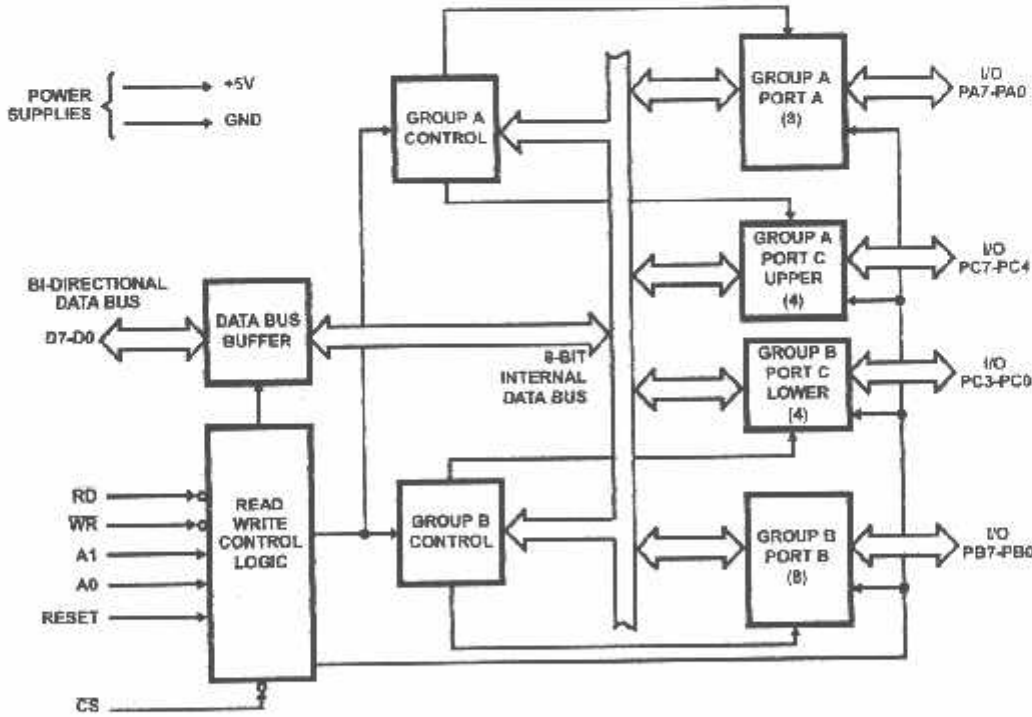 POWER
SUPPLIES
+5V
GND
GROUP A
CONTROL
GROUP A
PORT A
(8)
I/O
PA7-PA0
GROUP A
PORT C
UPPER
(4)
I/O
PC7-PC4
BI-DIRECTIONAL
DATA BUS
D7-D0
DATA BUS
BUFFER
8-BIT
INTERNAL
DATA BUS
GROUP B
PORT C
LOWER
(4)
I/O
PC3-PC0
RD
WR
A1
A0
RESET
CS
READ
WRITE
CONTROL
LOGIC
GROUP B
CONTROL
GROUP B
PORT B
(8)
I/O
PB7-PB0